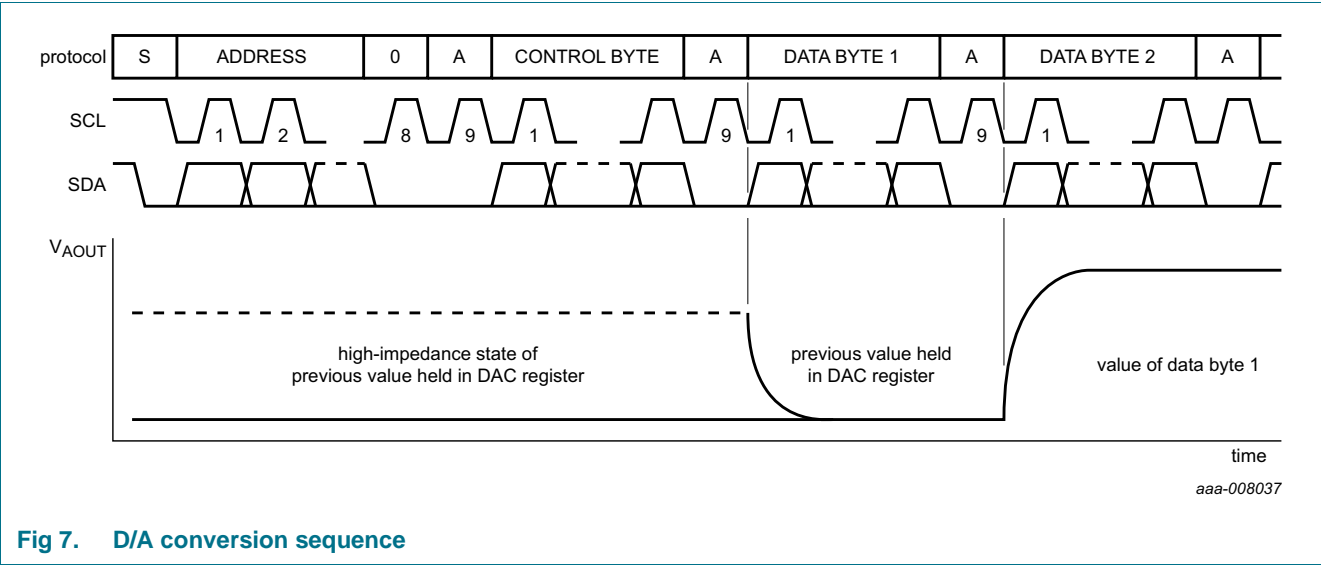 protocol S ADDRESS 0 A CONTROL BYTE A DATA BYTE 1 A DATA BYTE 2 A
SCL 1 2 8 9 1 9 1 9 1
SDA
VAOUT
high-impedance state of
previous value held in DAC register
previous value held
in DAC register
value of data byte 1
time
aaa-008037
Fig 7. D/A conversion sequence